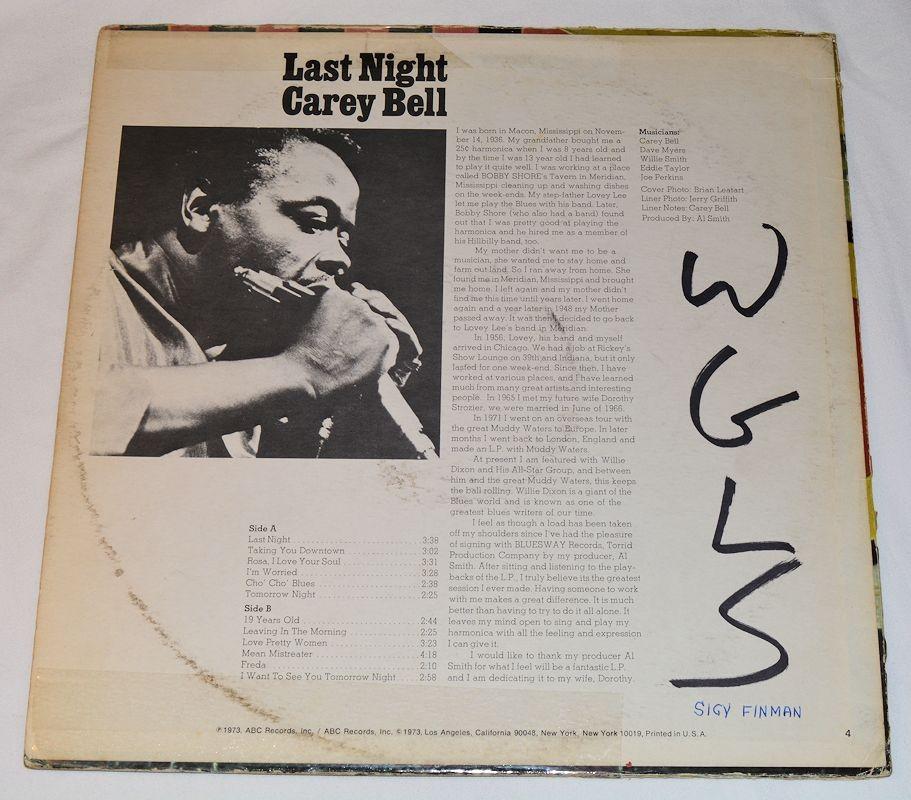 Last Night
Carey Bell
I was born in Macon, Mississippi on Novem-
ber 14, 1936. My grandfather bought me a
25¢ harmonica when I was 8 years old and
by the time I was 13 year old I had learned
to play it quite well. I was working at a place
called BOBBY SHORE's Tavern in Meridian,
Mississippi cleaning up and washing dishes
on the week-ends. My step-father Lovey Lee
let me play the Blues with his band. Later,
Bobby Shore (who also had a band) found
out that I was pretty good at playing the
harmonica and he hired me as a member of
his Hillbilly band, too.
My mother didn't want me to be a
musician, she wanted me to stay home and
farm out land. So I ran away from home. She
found me in Meridian, Mississippi and brought
me home. I left again and my mother didn't
find me this time until years later. I went home
again and a year later in 1948 my Mother
passed away. It was then I decided to go back
to Lovey Lee's band in Meridian.
In 1956, Lovey, his band and myself
arrived in Chicago. We had a job at Rickey's
Show Lounge on 39th and Indiana, but it only
lasted for one week-end. Since then, I have
worked at various places, and I have learned
much from many great artists and interesting
people. In 1965 I met my future wife Dorothy
Strozier, we were married in June of 1966.
In 1971 I went on an overseas tour with
the great Muddy Waters to Europe. In later
months I went back to London, England and
made an L.P. with Muddy Waters.
At present I am featured with Willie
Dixon and His All-Star Group, and between
him and the great Muddy Waters, this keeps
the ball rolling. Willie Dixon is a giant of the
Blues world and is known as one of the
greatest blues writers of our time.
I feel as though a load has been taken
off my shoulders since I've had the pleasure
of signing with BLUESWAY Records, Torrid
Production Company by my producer, Al
Smith. After sitting and listening to the play-
backs of the L.P., I truly believe its the greatest
session I ever made. Having someone to work
with me makes a great difference. It is much
better than having to try to do it all alone. It
leaves my mind open to sing and play my
harmonica with all the feeling and expression
I can give it.
I would like to thank my producer Al
Smith for what I feel will be a fantastic L.P.
and I am dedicating it to my wife, Dorothy.
Musicians:
Carey Bell
Dave Myers
Willie Smith
Eddie Taylor
Joe Perkins
Cover Photo: Brian Leatart
Liner Photo: Jerry Griffith
Liner Notes: Carey Bell
Produced By: Al Smith
Side A
Last Night 3:38
Taking You Downtown 3:02
Rosa, I Love Your Soul 3:31
I'm Worried 3:28
Cho' Cho' Blues 2:38
Tomorrow Night 2:25
Side B
19 Years Old 2:44
Leaving In The Morning 2:25
Love Pretty Women 3:23
Mean Mistreater 4:18
Freda 2:10
I Want To See You Tomorrow Night 2:58
SIGY FINMAN
℗1973, ABC Records, Inc. / ABC Records, Inc. ©1973, Los Angeles, California 90048, New York, New York 10019, Printed in U.S.A. 4